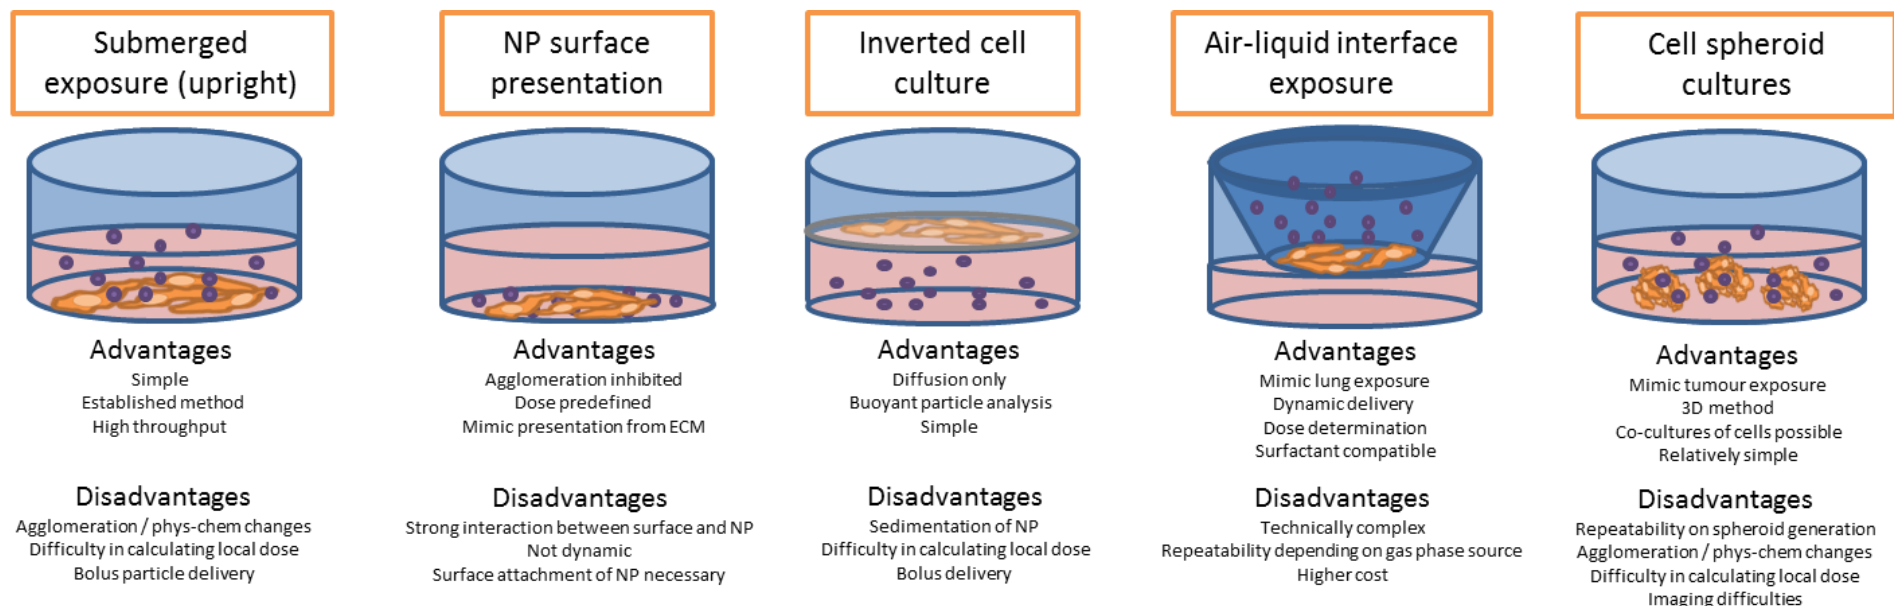 Submerged
exposure (upright)
Advantages
Simple
Established method
High throughput
Disadvantages
Agglomeration / phys-chem changes
Difficulty in calculating local dose
Bolus particle delivery
NP surface
presentation
Advantages
Agglomeration inhibited
Dose predefined
Mimic presentation from ECM
Disadvantages
Strong interaction between surface and NP
Not dynamic
Surface attachment of NP necessary
Inverted cell
culture
Advantages
Diffusion only
Buoyant particle analysis
Simple
Disadvantages
Sedimentation of NP
Difficulty in calculating local dose
Bolus delivery
Air-liquid interface
exposure
Advantages
Mimic lung exposure
Dynamic delivery
Dose determination
Surfactant compatible
Disadvantages
Technically complex
Repeatability depending on gas phase source
Higher cost
Cell spheroid
cultures
Advantages
Mimic tumour exposure
3D method
Co-cultures of cells possible
Relatively simple
Disadvantages
Repeatability on spheroid generation
Agglomeration / phys-chem changes
Difficulty in calculating local dose
Imaging difficulties